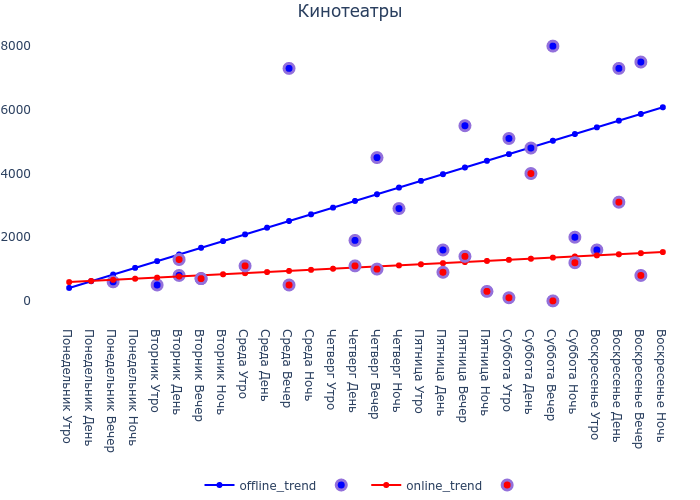 Кинотеатры
8000
6000
4000
2000
0
Понедельник Утро
Понедельник День
Понедельник Вечер
Понедельник Ночь
Вторник Утро
Вторник День
Вторник Вечер
Вторник Ночь
Среда Утро
Среда День
Среда Вечер
Среда Ночь
Четверг Утро
Четверг День
Четверг Вечер
Четверг Ночь
Пятница Утро
Пятница День
Пятница Вечер
Пятница Ночь
Суббота Утро
Суббота День
Суббота Вечер
Суббота Ночь
Воскресенье Утро
Воскресенье День
Воскресенье Вечер
Воскресенье Ночь
offline_trend
online_trend